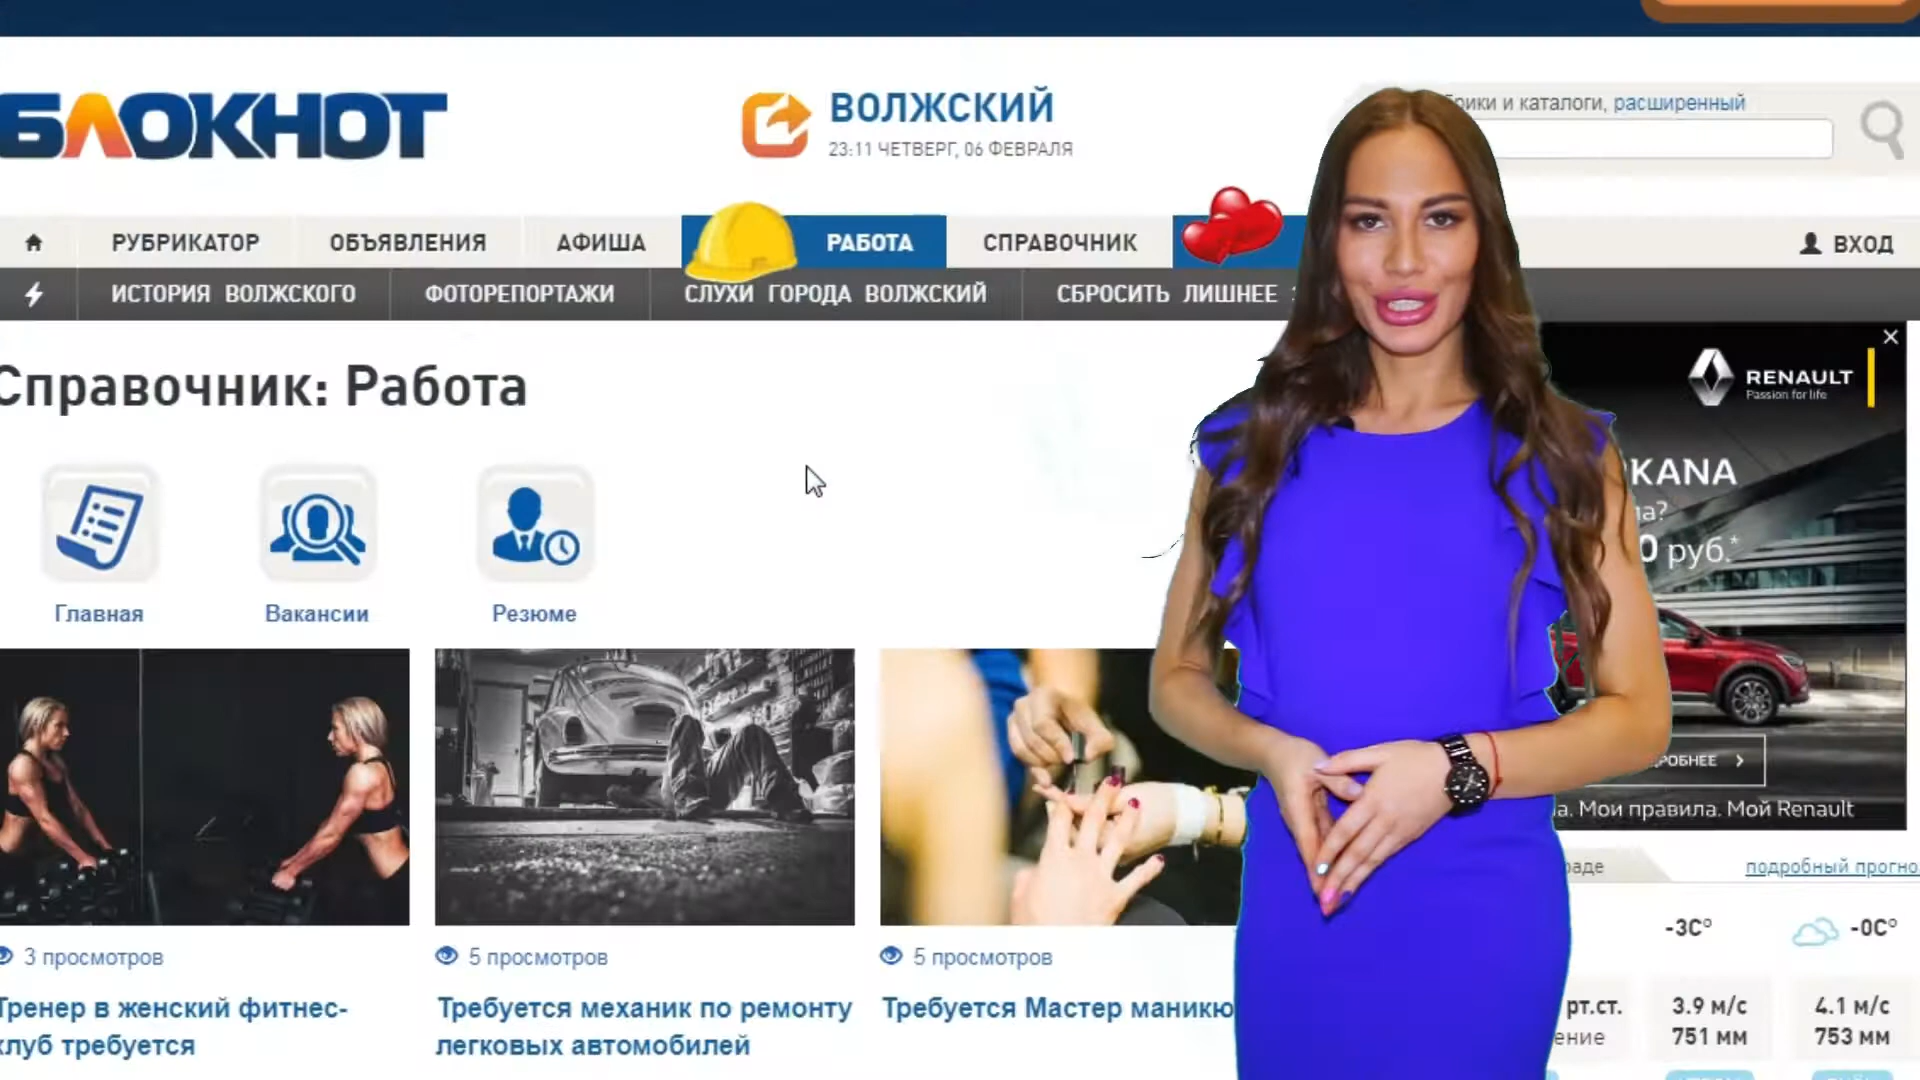 БЛОКНОТ
ВОЛЖСКИЙ
23:11 ЧЕТВЕРГ, 06 ФЕВРАЛЯ
и каталоги, расширенный
РУБРИКАТОР ОБЪЯВЛЕНИЯ АФИША РАБОТА СПРАВОЧНИК ВХОД
ИСТОРИЯ ВОЛЖСКОГО ФОТОРЕПОРТАЖИ СЛУХИ ГОРОДА ВОЛЖСКИЙ СБРОСИТЬ ЛИШНЕЕ
Справочник: Работа
Главная Вакансии Резюме
RENAULT
Passion for life
KANA
0 руб.*
Мои правила. Мой Renault
3 просмотров
5 просмотров
5 просмотров
Тренер в женский фитнес-
клуб требуется
Требуется механик по ремонту
легковых автомобилей
Требуется Мастер маникю
подробный прогно
-3C° -0C°
рт.ст. 3.9 м/с 4.1 м/с
751 мм 753 мм